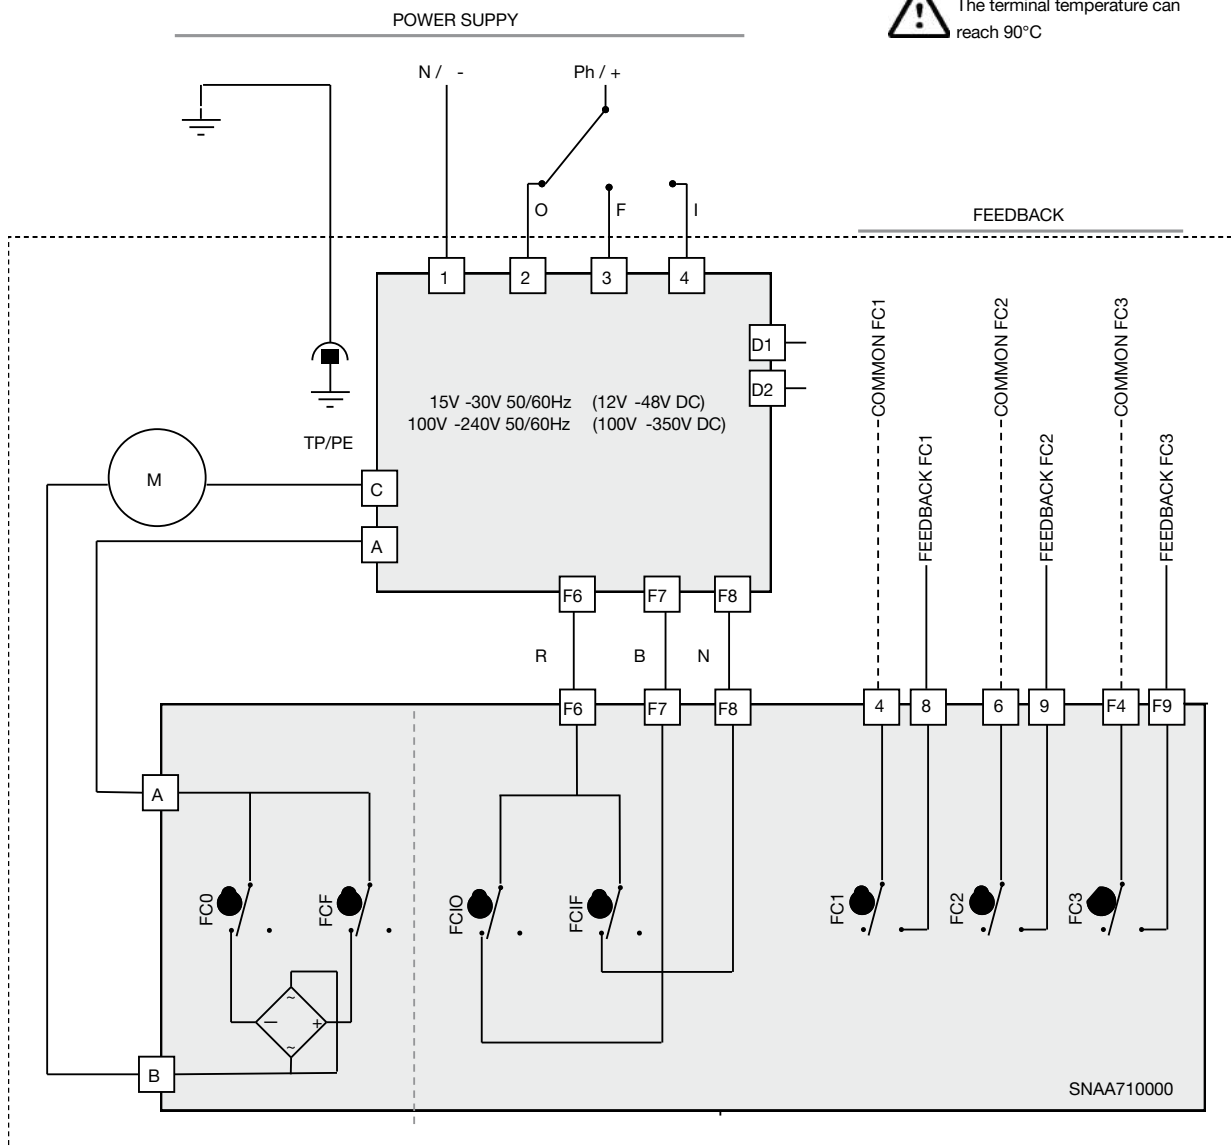 The terminal temperature can
reach 90°C
POWER SUPPY
N / -
Ph / +
O
F
I
FEEDBACK
1
2
3
4
D1
D2
15V -30V 50/60Hz (12V -48V DC)
100V -240V 50/60Hz (100V -350V DC)
TP/PE
M
C
A
F6
F7
F8
R
B
N
COMMON FC1
FEEDBACK FC1
COMMON FC2
FEEDBACK FC2
COMMON FC3
FEEDBACK FC3
F6
F7
F8
4
8
6
9
F4
F9
A
FC0
FCF
FCIO
FCIF
FC1
FC2
FC3
~
— +
~
B
SNAA710000